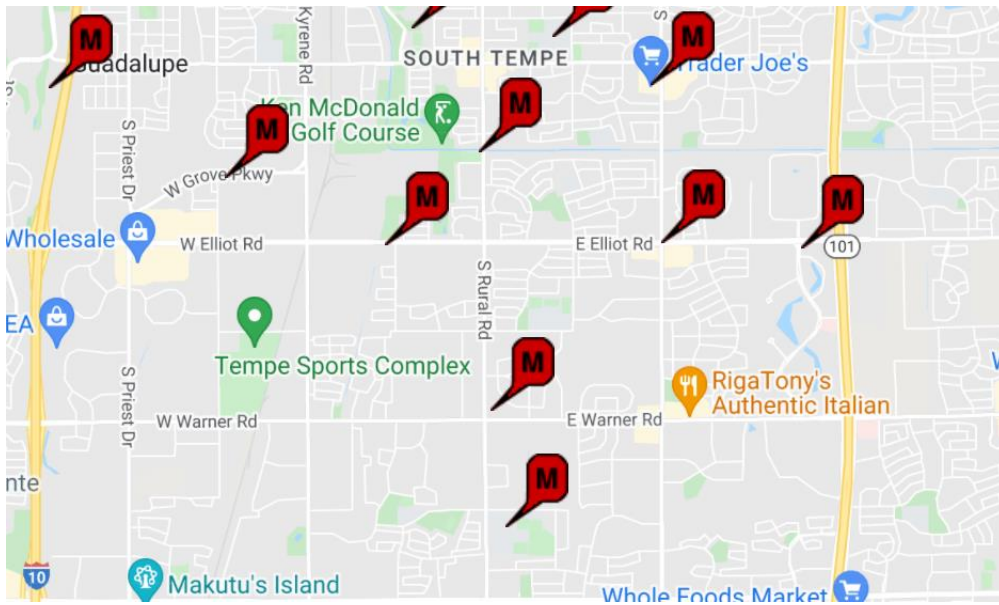 M
M
M
Guadalupe
Kyrene Rd
SOUTH TEMPE
S
Trader Joe's
M
M
Ken McDonald
Golf Course
S Priest Dr
W Grove Pkwy
M
M
M
Wholesale
W Elliot Rd
E Elliot Rd
101
S Rural Rd
EA
Tempe Sports Complex
M
RigaTony's
Authentic Italian
S Priest Dr
W Warner Rd
E Warner Rd
M
nte
10
Makutu's Island
Whole Foods Market